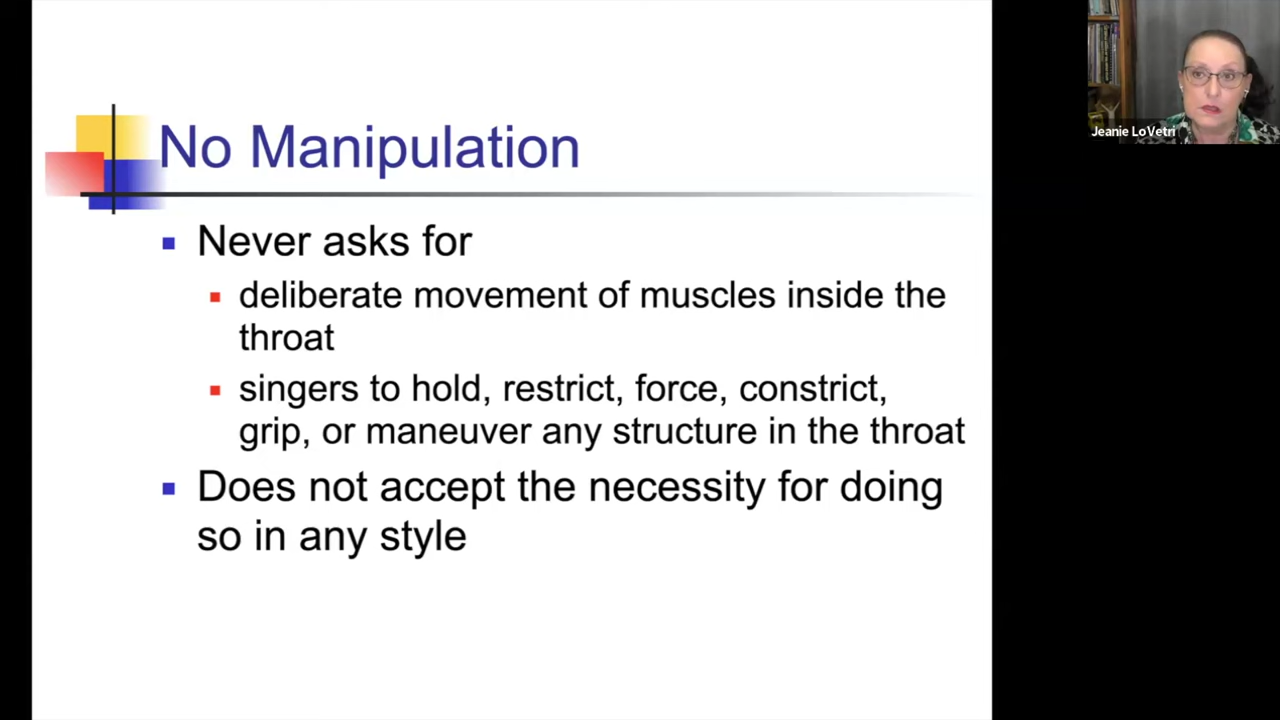 No Manipulation
Never asks for
deliberate movement of muscles inside the
throat
singers to hold, restrict, force, constrict,
grip, or maneuver any structure in the throat
Does not accept the necessity for doing
so in any style
Jeanie LoVetri